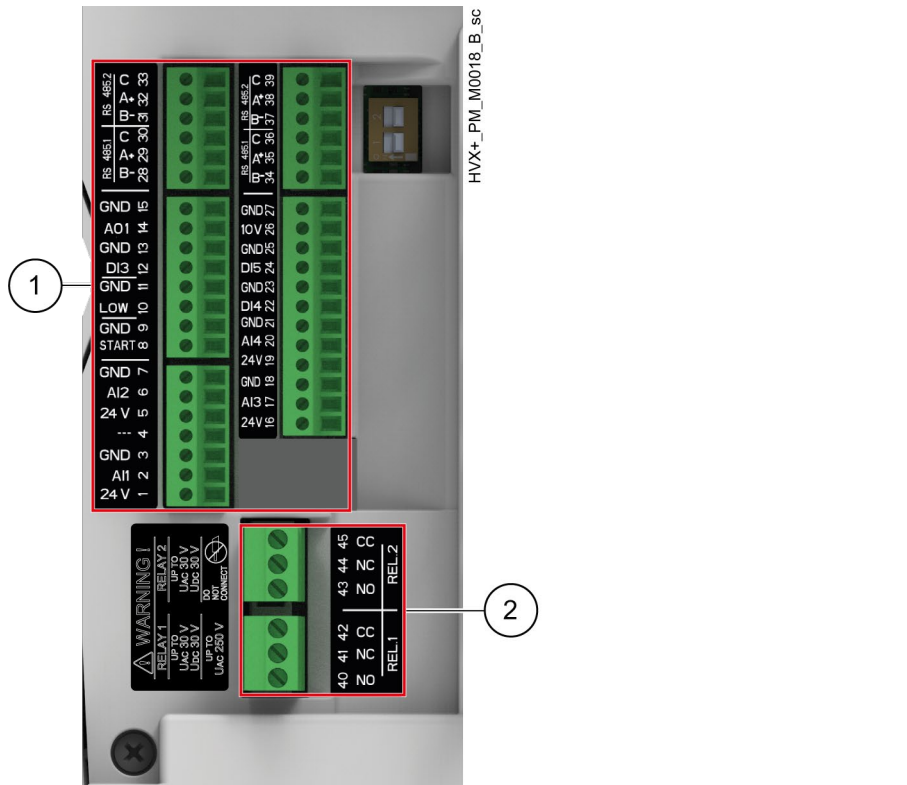 HVX+_PM_M0018_B_sc
RS 485.2
C 33
A+ 32
B- 31
RS 485.1
C 30
A+ 29
B- 28
GND 15
AO1 14
GND 13
DI3 12
GND 11
LOW 10
GND 9
START 8
GND 7
AI2 6
24 V 5
--- 4
GND 3
AI1 2
24 V 1
RS 485.2
C 39
A+ 38
B- 37
RS 485.1
C 36
A+ 35
B- 34
GND 27
10V 26
GND 25
DI5 24
GND 23
DI4 22
GND 21
AI4 20
24V 19
GND 18
AI3 17
24V 16
1 2
1
WARNING !
RELAY 1
UP TO
UAC 30 V
UDC 30 V
UP TO
UAC 250 V
RELAY 2
UP TO
UAC 30 V
UDC 30 V
DO
NOT
CONNECT
45 CC
44 NC
43 NO
REL.2
42 CC
41 NC
40 NO
REL.1
2